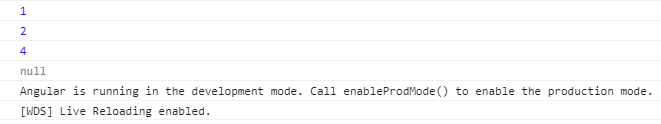 1
2
4
null
Angular is running in the development mode. Call enableProdMode() to enable the production mode.
[WDS] Live Reloading enabled.